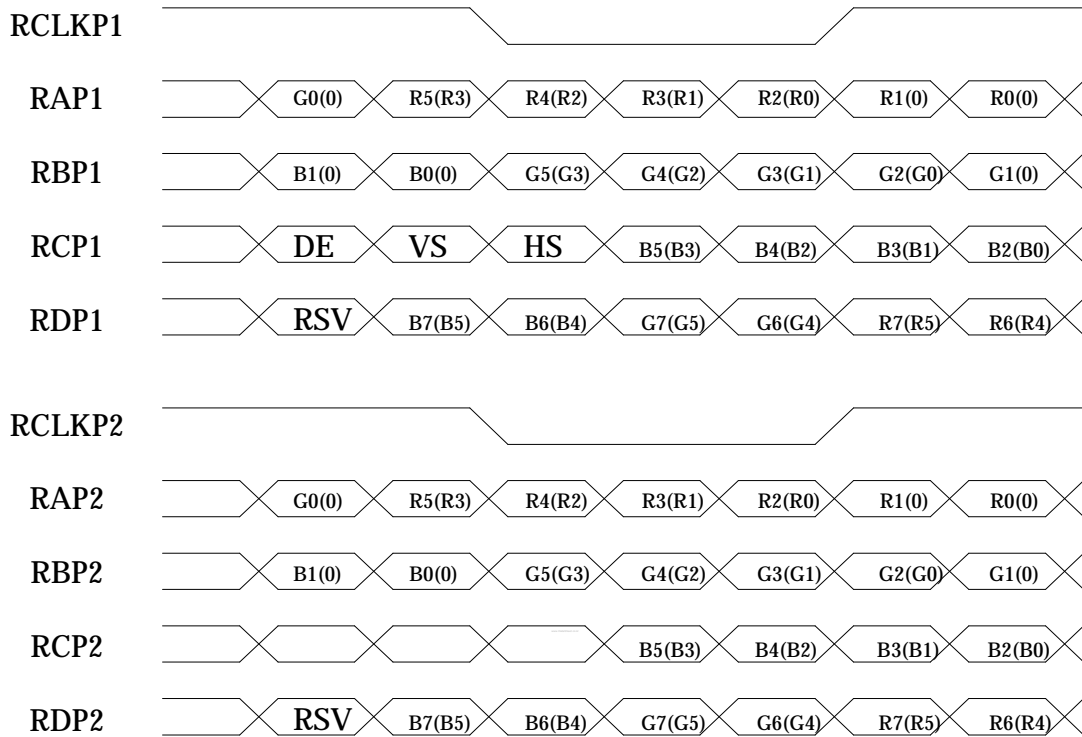 RCLKP1
RAP1 G0(0) R5(R3) R4(R2) R3(R1) R2(R0) R1(0) R0(0)
RBP1 B1(0) B0(0) G5(G3) G4(G2) G3(G1) G2(G0) G1(0)
RCP1 DE VS HS B5(B3) B4(B2) B3(B1) B2(B0)
RDP1 RSV B7(B5) B6(B4) G7(G5) G6(G4) R7(R5) R6(R4)
RCLKP2
RAP2 G0(0) R5(R3) R4(R2) R3(R1) R2(R0) R1(0) R0(0)
RBP2 B1(0) B0(0) G5(G3) G4(G2) G3(G1) G2(G0) G1(0)
RCP2 B5(B3) B4(B2) B3(B1) B2(B0)
RDP2 RSV B7(B5) B6(B4) G7(G5) G6(G4) R7(R5) R6(R4)